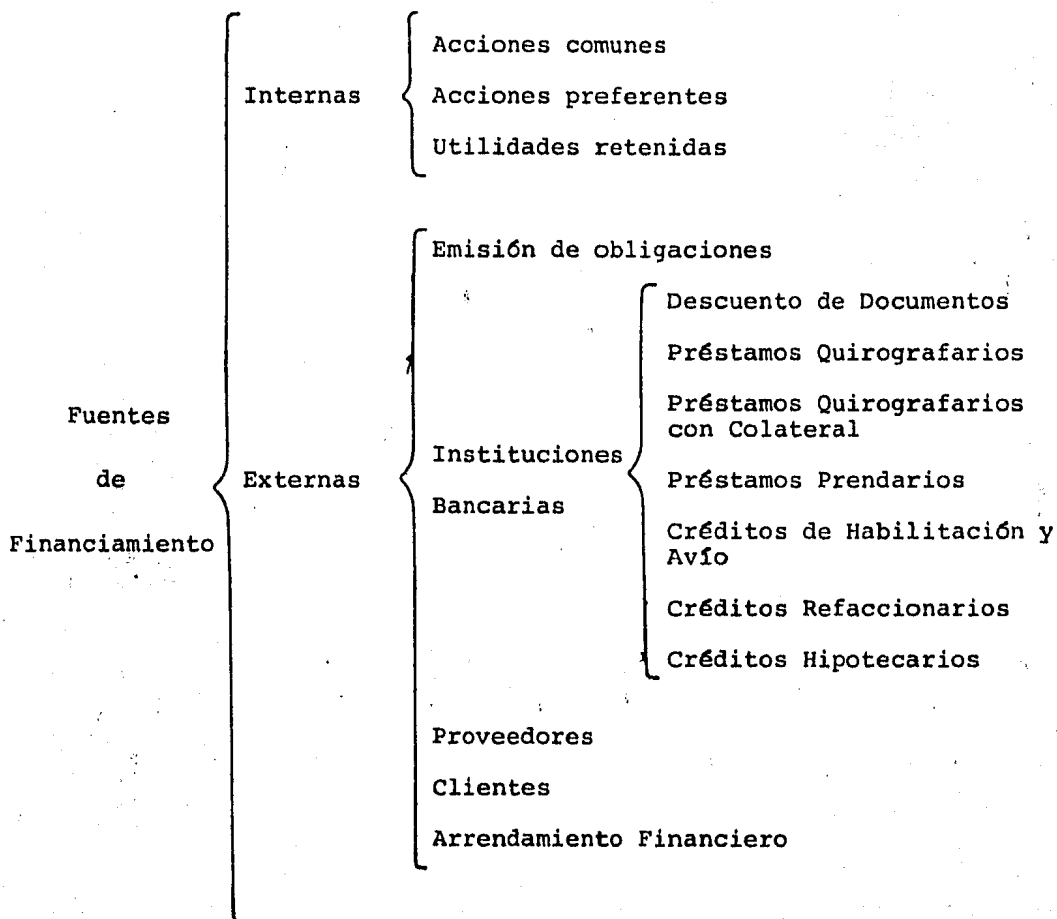 Acciones comunes
Internas
Acciones preferentes
Utilidades retenidas
Emisión de obligaciones
Descuento de Documentos
Préstamos Quirografarios
Préstamos Quirografarios
con Colateral
Fuentes
de
Financiamiento
Externas
Instituciones
Bancarias
Préstamos Prendarios
Créditos de Habilitación y
Avío
Créditos Refaccionarios
Créditos Hipotecarios
Proveedores
Clientes
Arrendamiento Financiero